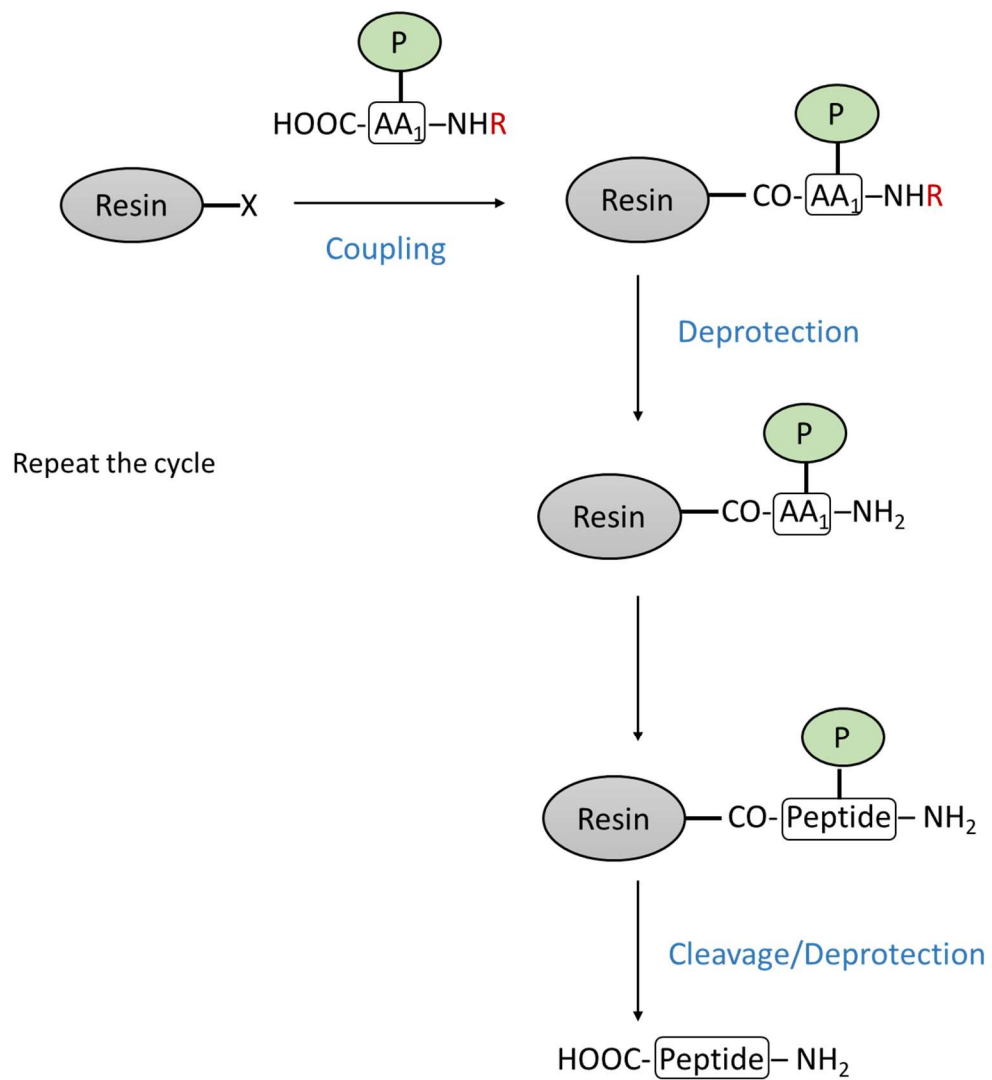 P
HOOC-AA₁–NHR
Resin X
Coupling
P
Resin CO-AA₁–NHR
Deprotection
Repeat the cycle
P
Resin CO-AA₁–NH₂
P
Resin CO-Peptide– NH₂
Cleavage/Deprotection
HOOC-Peptide– NH₂